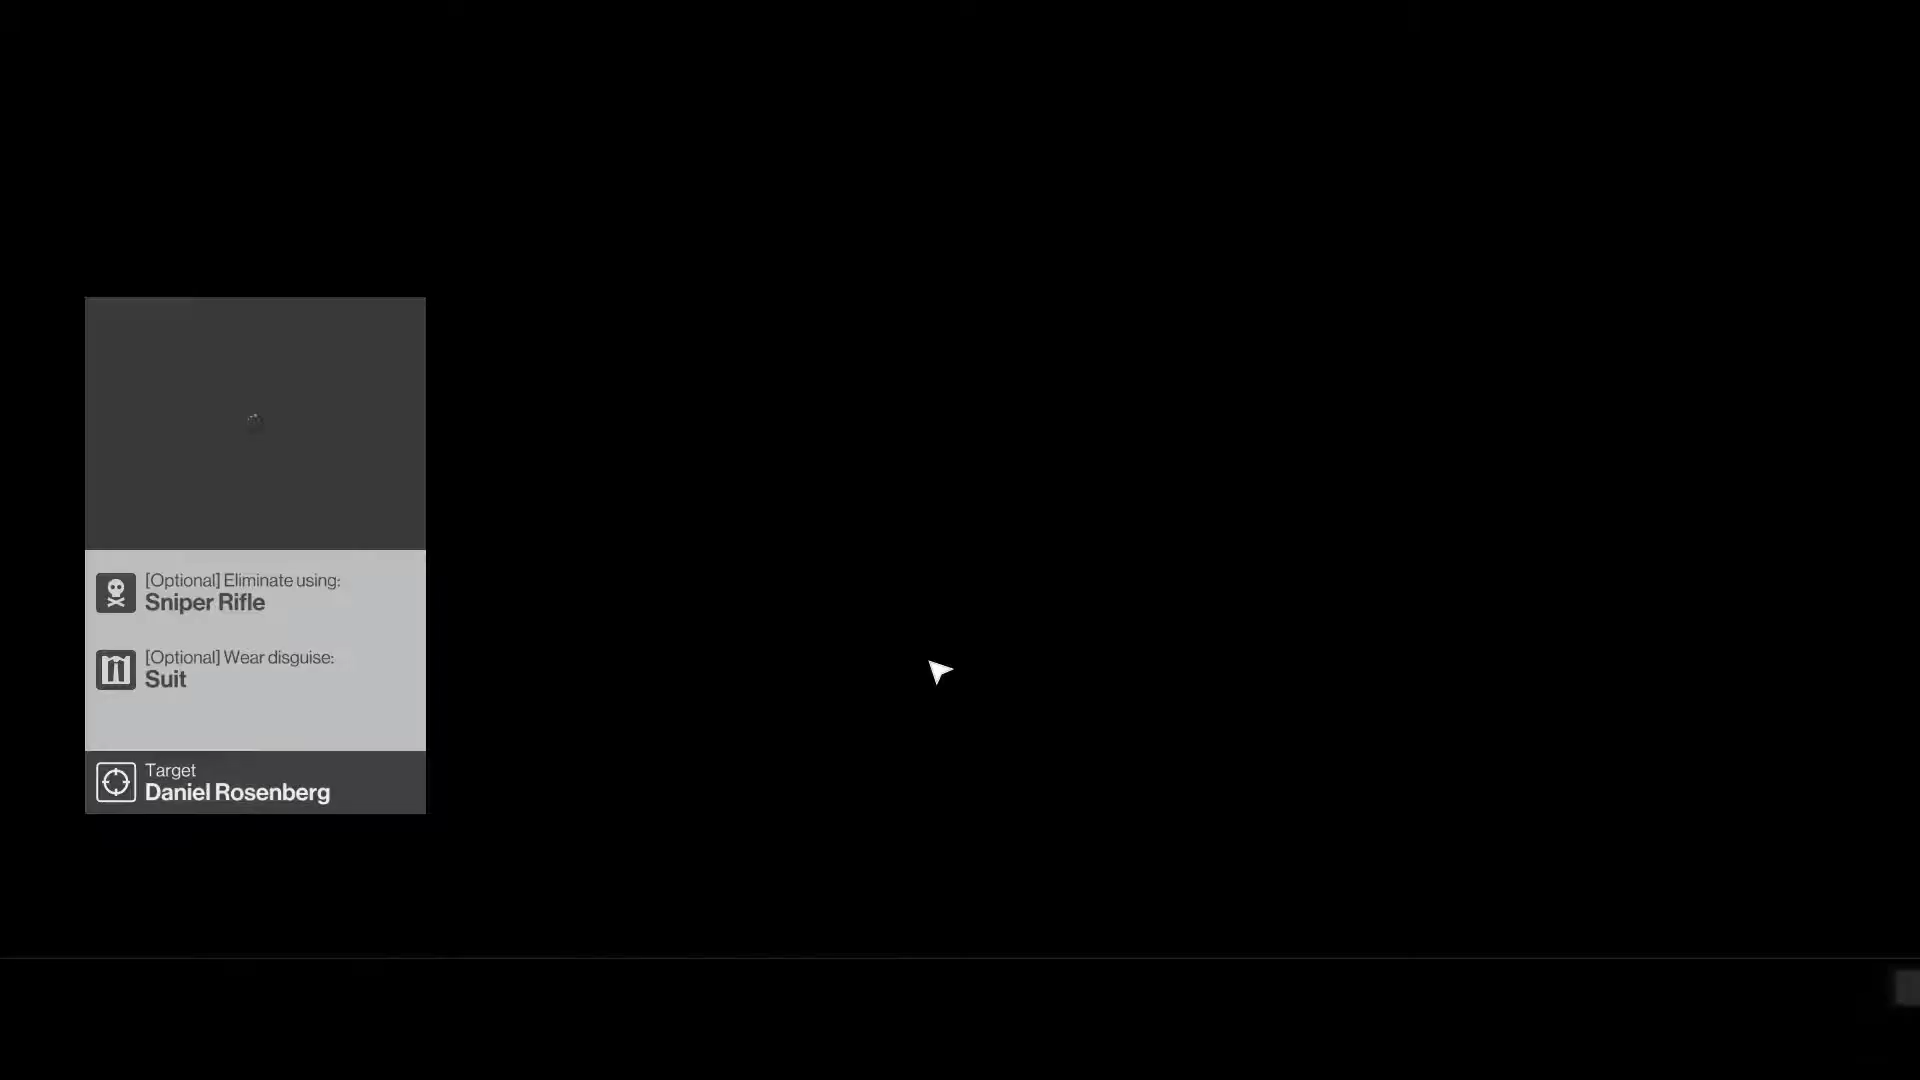 [Optional] Eliminate using:
Sniper Rifle
[Optional] Wear disguise:
Suit
Target
Daniel Rosenberg